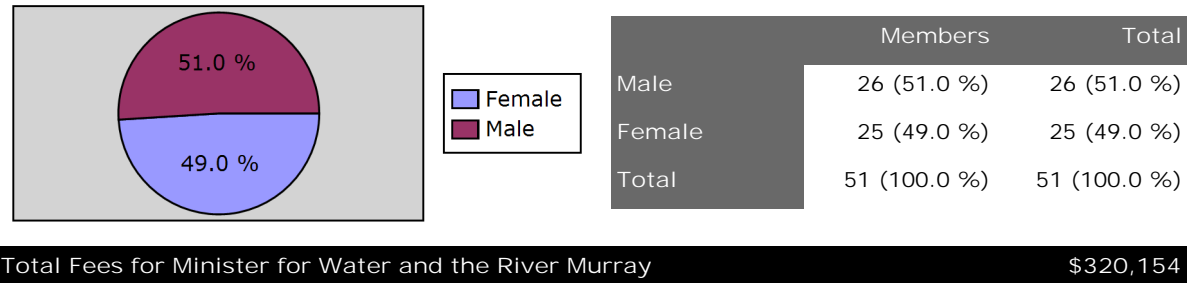 51.0 %
49.0 %
Female
Male
Members Total
Male 26 (51.0 %) 26 (51.0 %)
Female 25 (49.0 %) 25 (49.0 %)
Total 51 (100.0 %) 51 (100.0 %)
Total Fees for Minister for Water and the River Murray $320,154